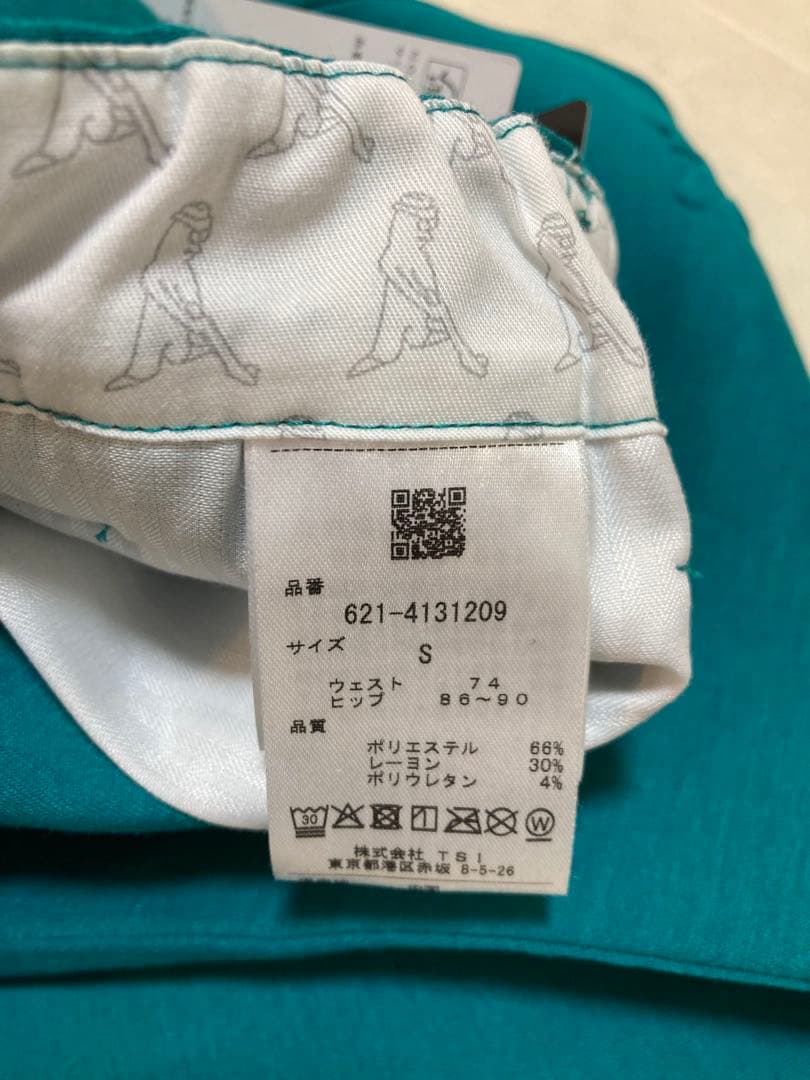 品番
621-4131209
サイズ
S
ウェスト 74
ヒップ 86〜90
品質
ポリエステル 66%
レーヨン 30%
ポリウレタン 4%
30
W
株式会社 TSI
東京都港区赤坂 8-5-26